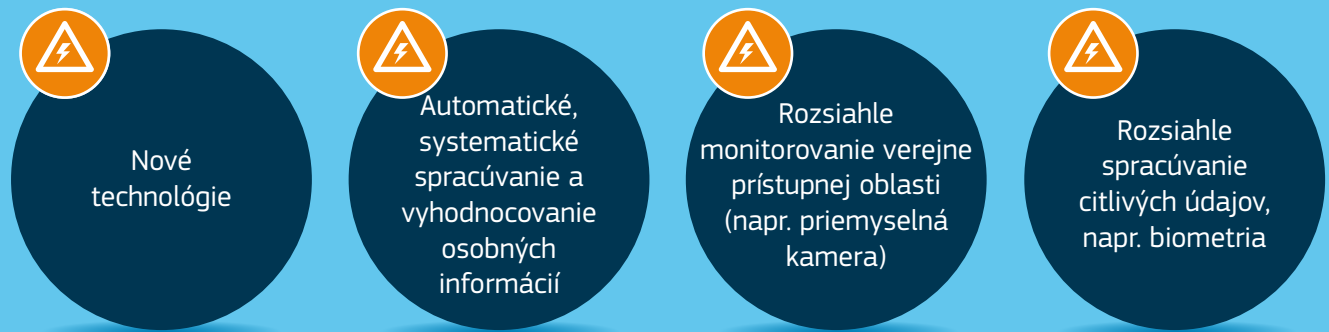 Nové
technológie
Automatické,
systematické
spracúvanie a
vyhodnocovanie
osobných
informácií
Rozsiahle
monitorovanie verejne
prístupnej oblasti
(napr. priemyselná
kamera)
Rozsiahle
spracúvanie
citlivých údajov,
napr. biometria